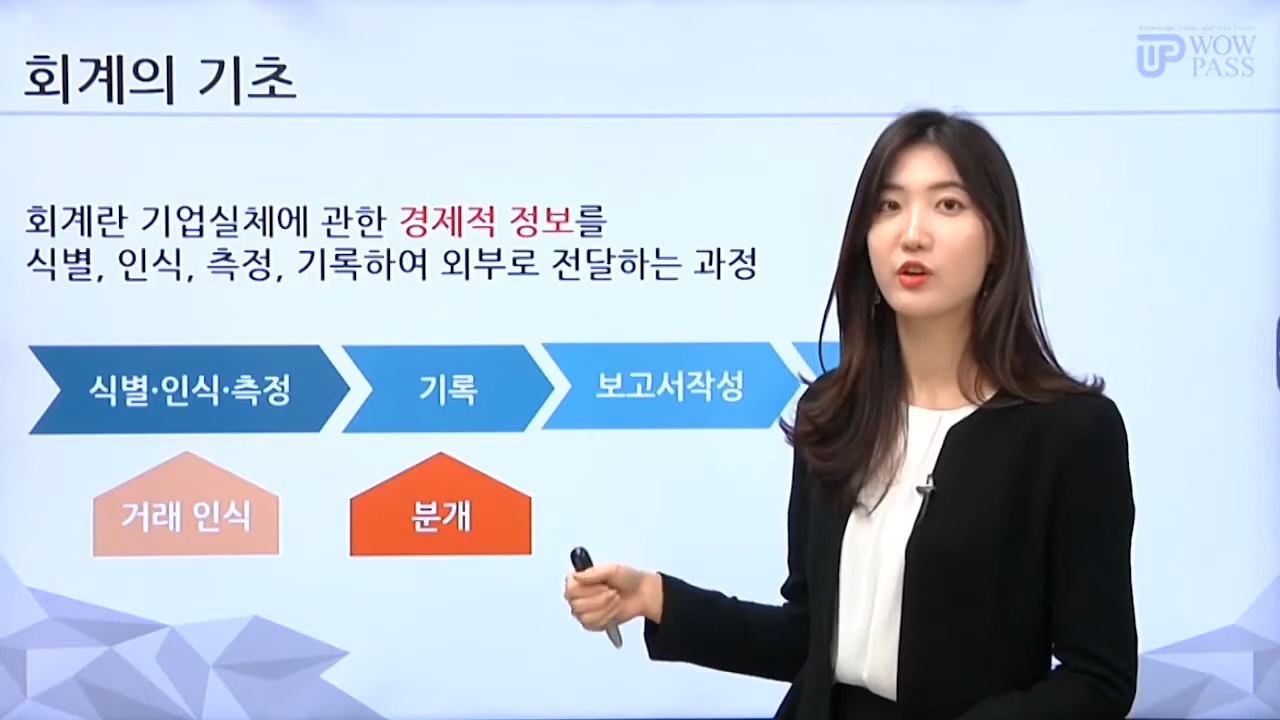 회계의 기초
WOW
PASS
회계란 기업실체에 관한 경제적 정보를
식별, 인식, 측정, 기록하여 외부로 전달하는 과정
식별·인식·측정
기록
보고서작성
거래 인식
분개